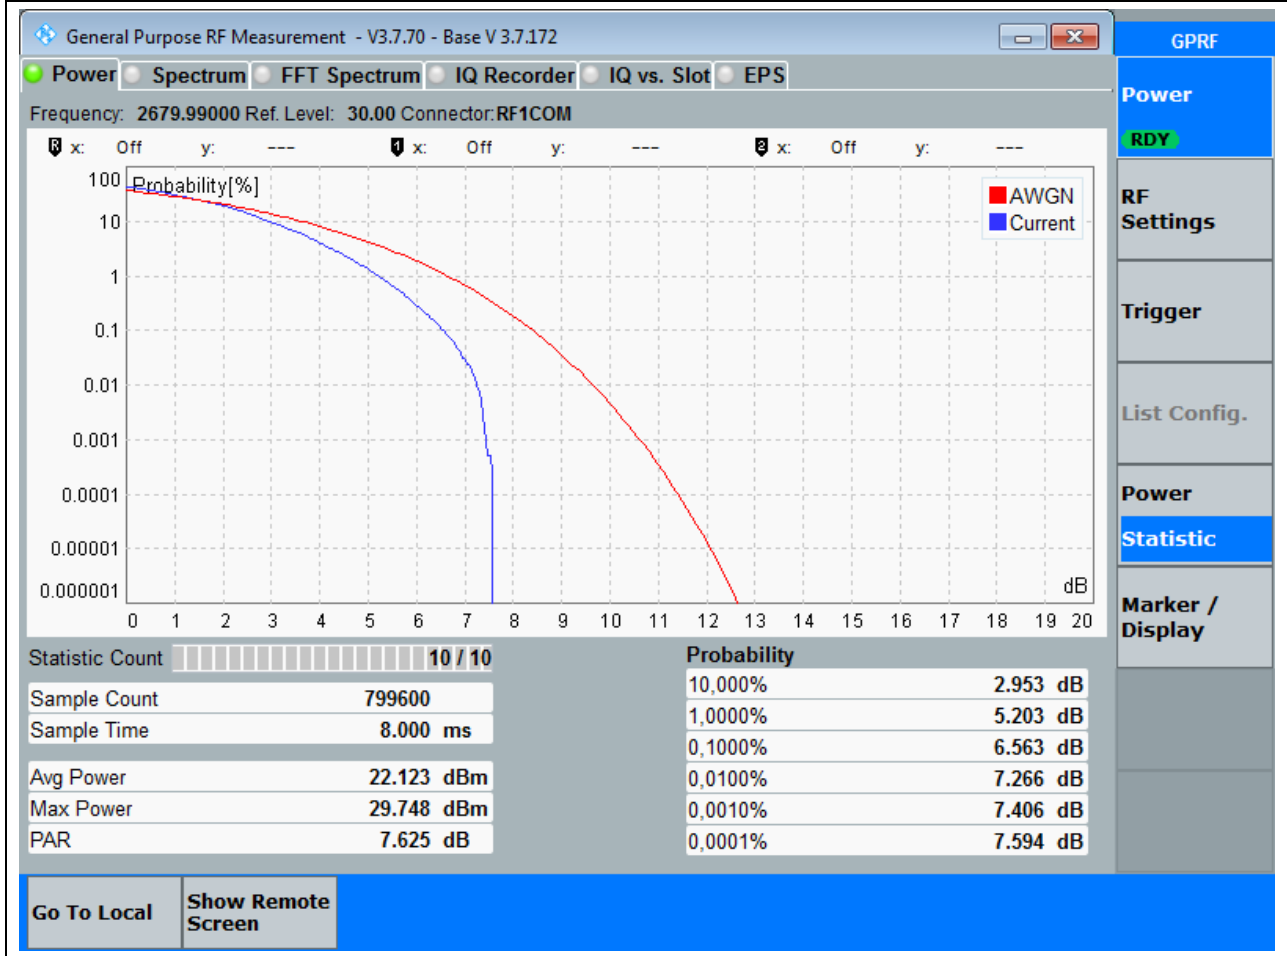 General Purpose RF Measurement - V3.7.70 - Base V 3.7.172
GPRF
Power Spectrum FFT Spectrum IQ Recorder IQ vs. Slot EPS
Frequency: 2679.99000 Ref. Level: 30.00 Connector:RF1COM
R x: Off y: --- 1 x: Off y: --- 2 x: Off y: ---
Probability[%]
AWGN
Current
100
10
1
0.1
0.01
0.001
0.0001
0.00001
0.000001
dB
0 1 2 3 4 5 6 7 8 9 10 11 12 13 14 15 16 17 18 19 20
Statistic Count 10 / 10
Sample Count 799600
Sample Time 8.000 ms
Avg Power 22.123 dBm
Max Power 29.748 dBm
PAR 7.625 dB
Probability
10,000% 2.953 dB
1,0000% 5.203 dB
0,1000% 6.563 dB
0,0100% 7.266 dB
0,0010% 7.406 dB
0,0001% 7.594 dB
Power
RDY
RF
Settings
Trigger
List Config.
Power
Statistic
Marker /
Display
Go To Local
Show Remote
Screen